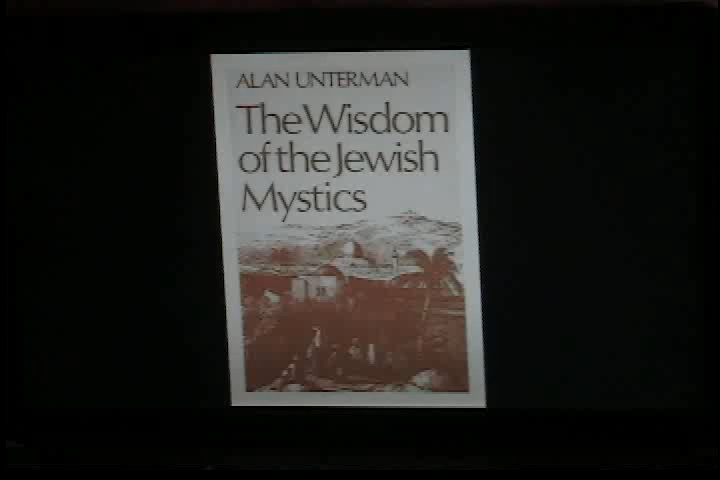 ALAN UNTERMAN
The Wisdom
of the Jewish
Mystics